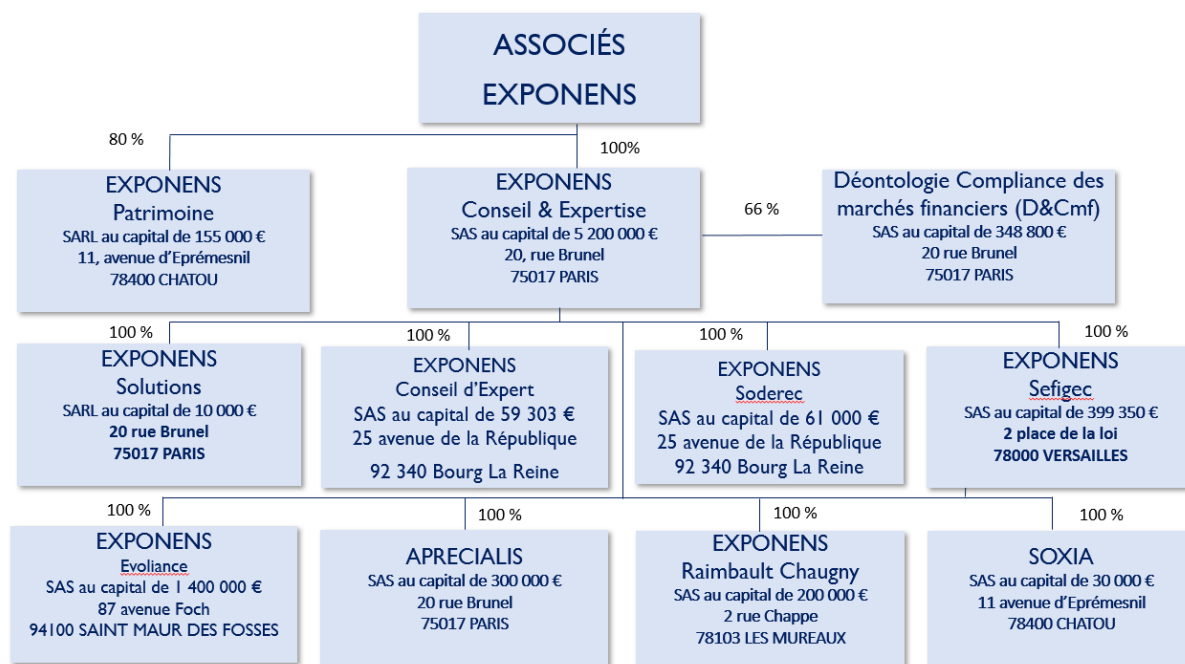 ASSOCIÉS
EXPONENS
80 %
100%
EXPONENS
Patrimoine
SARL au capital de 155 000 €
11, avenue d’Eprémesnil
78400 CHATOU
EXPONENS
Conseil & Expertise
SAS au capital de 5 200 000 €
20, rue Brunel
75017 PARIS
66 %
Déontologie Compliance des
marchés financiers (D&Cmf)
SAS au capital de 348 800 €
20 rue Brunel
75017 PARIS
100 %
EXPONENS
Solutions
SARL au capital de 10 000 €
20 rue Brunel
75017 PARIS
100 %
EXPONENS
Conseil d’Expert
SAS au capital de 59 303 €
25 avenue de la République
92 340 Bourg La Reine
100 %
EXPONENS
Soderec
SAS au capital de 61 000 €
25 avenue de la République
92 340 Bourg La Reine
100 %
EXPONENS
Sefigec
SAS au capital de 399 350 €
2 place de la loi
78000 VERSAILLES
100 %
EXPONENS
Evoliance
SAS au capital de 1 400 000 €
87 avenue Foch
94100 SAINT MAUR DES FOSSES
100 %
APRECIALIS
SAS au capital de 300 000 €
20 rue Brunel
75017 PARIS
100 %
EXPONENS
Raimbault Chaugny
SAS au capital de 200 000 €
2 rue Chappe
78103 LES MUREAUX
100 %
SOXIA
SAS au capital de 30 000 €
11 avenue d’Eprémesnil
78400 CHATOU